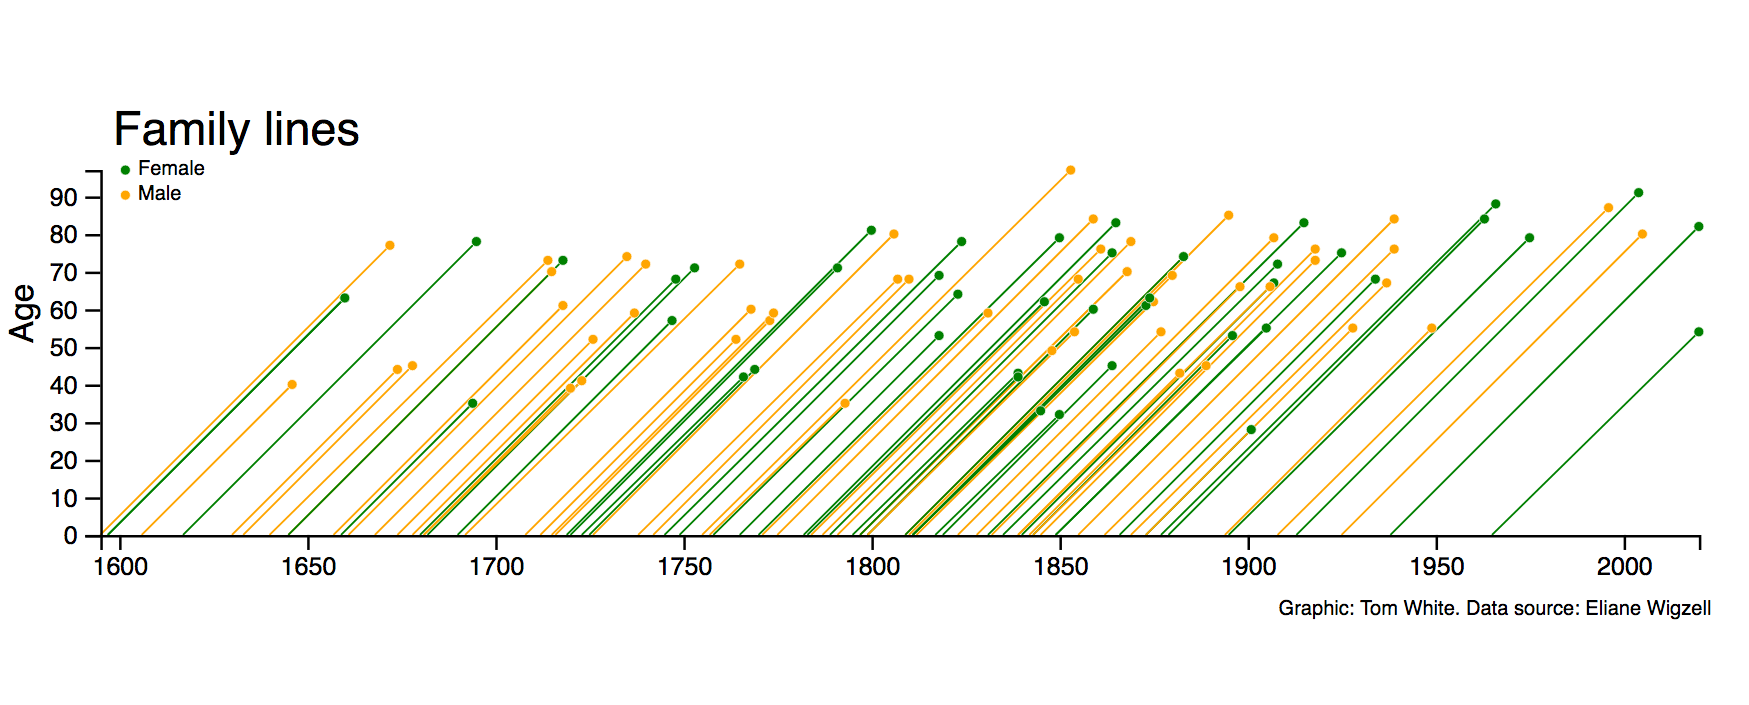 Family lines
Female
Male
Age
90
80
70
60
50
40
30
20
10
0
1600 1650 1700 1750 1800 1850 1900 1950 2000
Graphic: Tom White. Data source: Eliane Wigzell